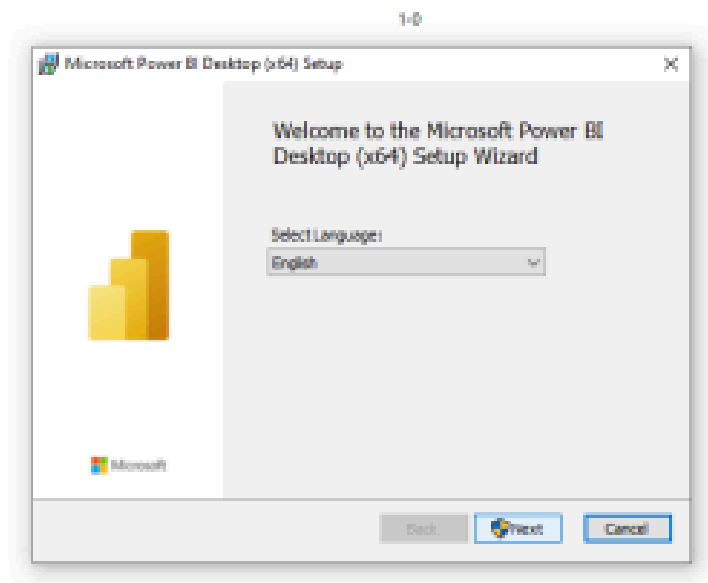 1-0
Microsoft Power BI Desktop (x64) Setup
Welcome to the Microsoft Power BI
Desktop (x64) Setup Wizard
Select Language:
English
Microsoft
Back
Next
Cancel